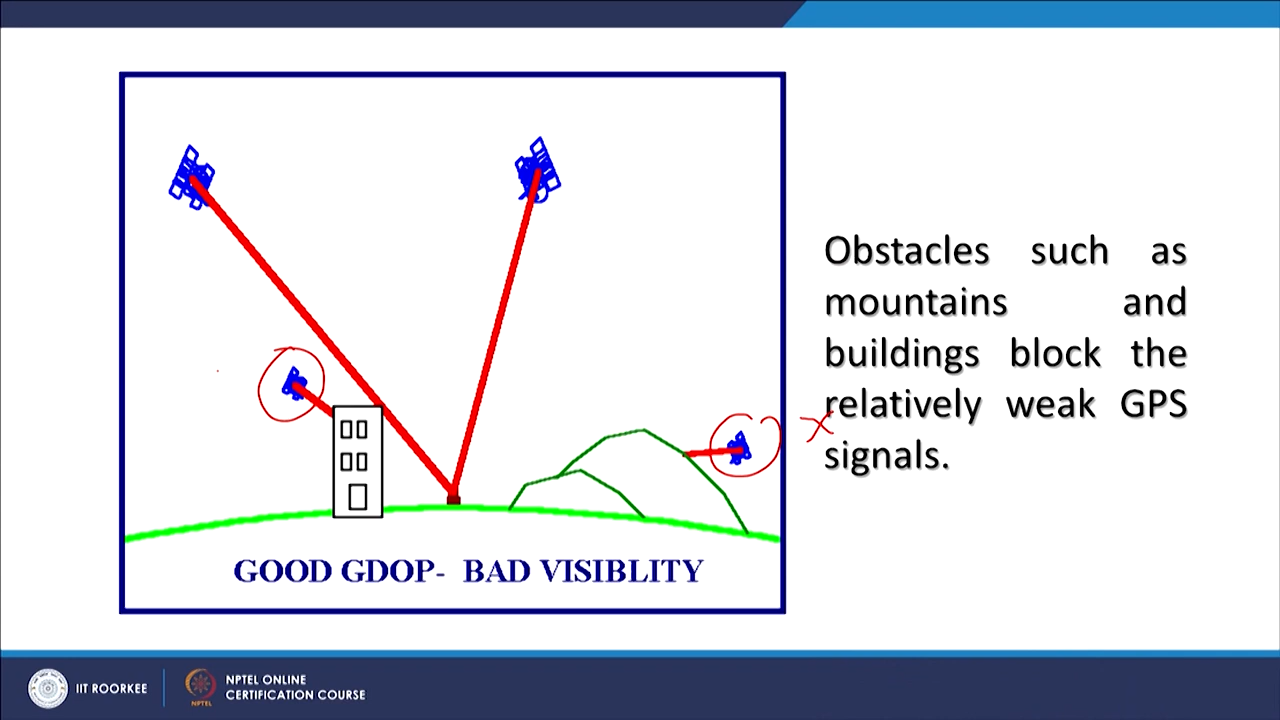 Obstacles such as
mountains and
buildings block the
relatively weak GPS
signals.
GOOD GDOP- BAD VISIBLITY
IIT ROORKEE
NPTEL ONLINE
CERTIFICATION COURSE
NPTEL